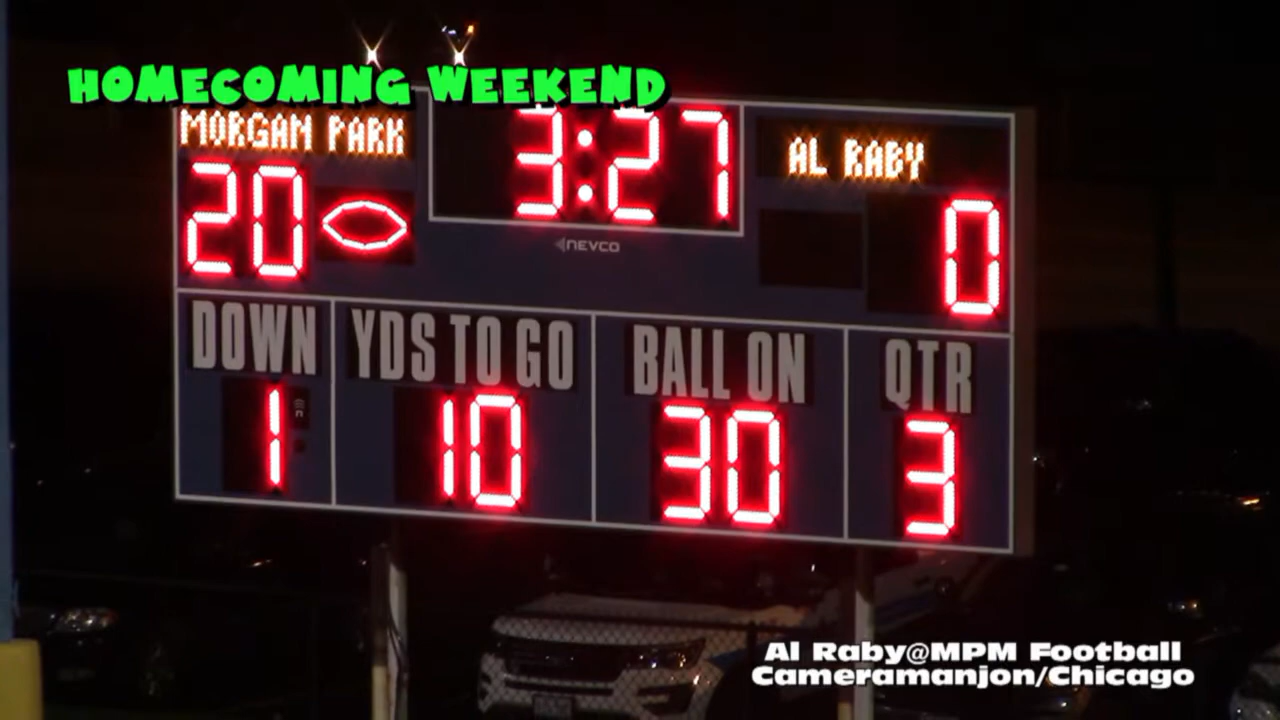 HOMECOMING WEEKEND
MORGAN PARK
3:27
AL RABY
20
0
NEVCO
DOWN
YDS TO GO
BALL ON
QTR
1
10
30
3
Al Raby@MPM Football
Cameramanjon/Chicago